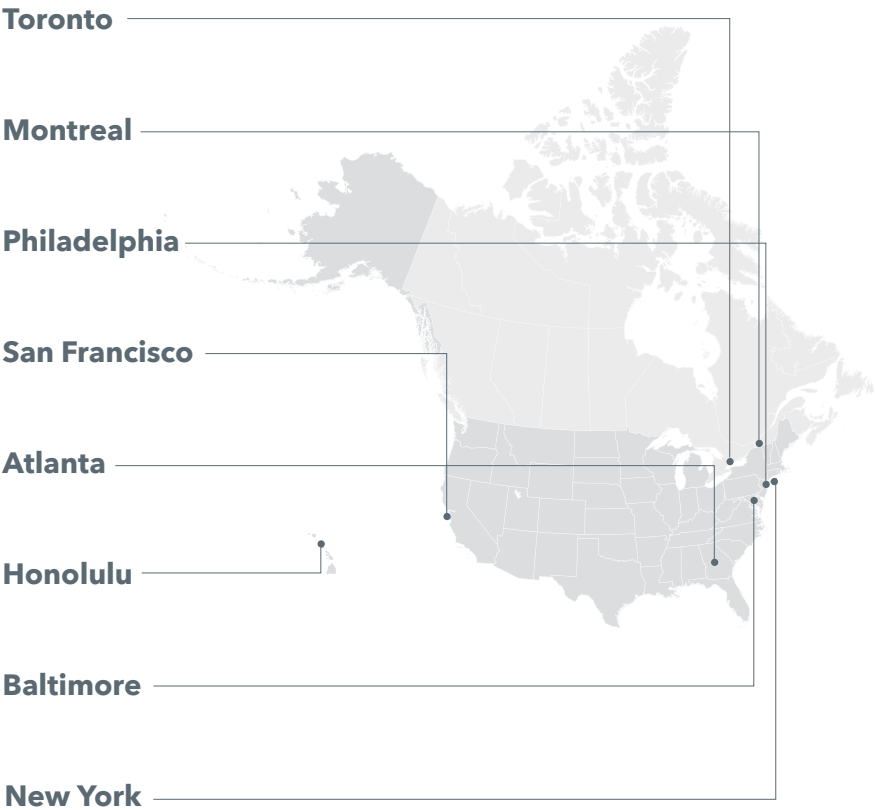 Toronto
Montreal
Philadelphia
San Francisco
Atlanta
Honolulu
Baltimore
New York